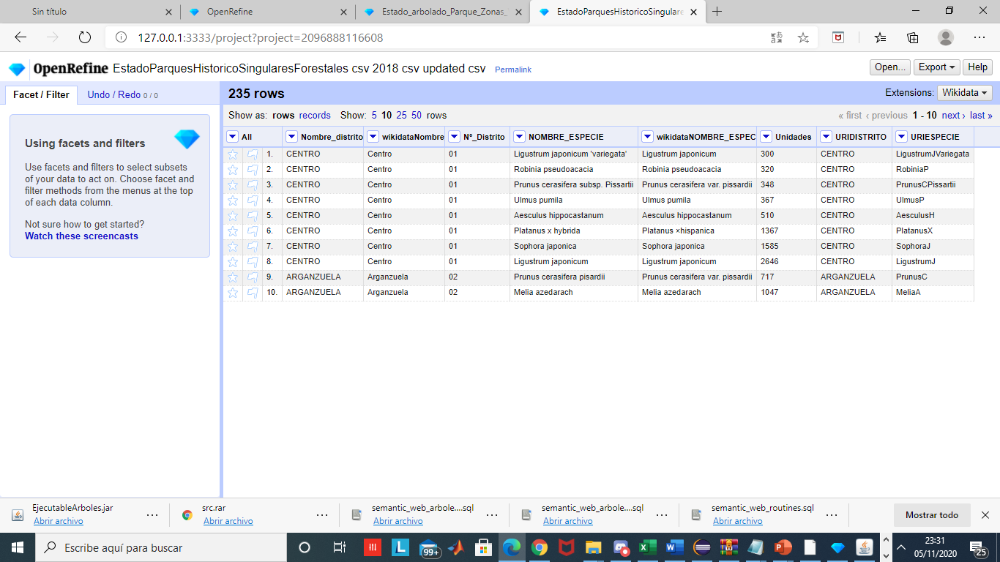 Sin título
OpenRefine
Estado_arbolado_Parque_Zonas_
EstadoParquesHistoricoSingulare
127.0.0.1:3333/project?project=2096888116608
OpenRefine EstadoParquesHistoricoSingularesForestales csv 2018 csv updated csv Permalink
Open... Export Help
Facet / Filter Undo / Redo 0 / 0
235 rows
Extensions: Wikidata
Show as: rows records Show: 5 10 25 50 rows
« first ‹ previous 1 - 10 next › last »
Using facets and filters
Use facets and filters to select subsets
of your data to act on. Choose facet and
filter methods from the menus at the top
of each data column.
Not sure how to get started?
Watch these screencasts
All Nombre_distrito wikidataNombre Nº_Distrito NOMBRE_ESPECIE wikidataNOMBRE_ESPEC Unidades URIDISTRITO URIESPECIE
1. CENTRO Centro 01 Ligustrum japonicum 'variegata' Ligustrum japonicum 300 CENTRO LigustrumJVariegata
2. CENTRO Centro 01 Robinia pseudoacacia Robinia pseudoacacia 320 CENTRO RobiniaP
3. CENTRO Centro 01 Prunus cerasifera subsp. Pissartii Prunus cerasifera var. pissardii 348 CENTRO PrunusCPissartii
4. CENTRO Centro 01 Ulmus pumila Ulmus pumila 367 CENTRO UlmusP
5. CENTRO Centro 01 Aesculus hippocastanum Aesculus hippocastanum 510 CENTRO AesculusH
6. CENTRO Centro 01 Platanus x hybrida Platanus ×hispanica 1367 CENTRO PlatanusX
7. CENTRO Centro 01 Sophora japonica Sophora japonica 1585 CENTRO SophoraJ
8. CENTRO Centro 01 Ligustrum japonicum Ligustrum japonicum 2646 CENTRO LigustrumJ
9. ARGANZUELA Arganzuela 02 Prunus cerasifera pisardii Prunus cerasifera var. pissardii 717 ARGANZUELA PrunusC
10. ARGANZUELA Arganzuela 02 Melia azedarach Melia azedarach 1047 ARGANZUELA MeliaA
EjecutableArboles.jar
Abrir archivo
src.rar
Abrir archivo
semantic_web_arbole....sql
Abrir archivo
semantic_web_arbole....sql
Abrir archivo
semantic_web_routines.sql
Abrir archivo
Mostrar todo
Escribe aquí para buscar
99+
23:31
05/11/2020
25